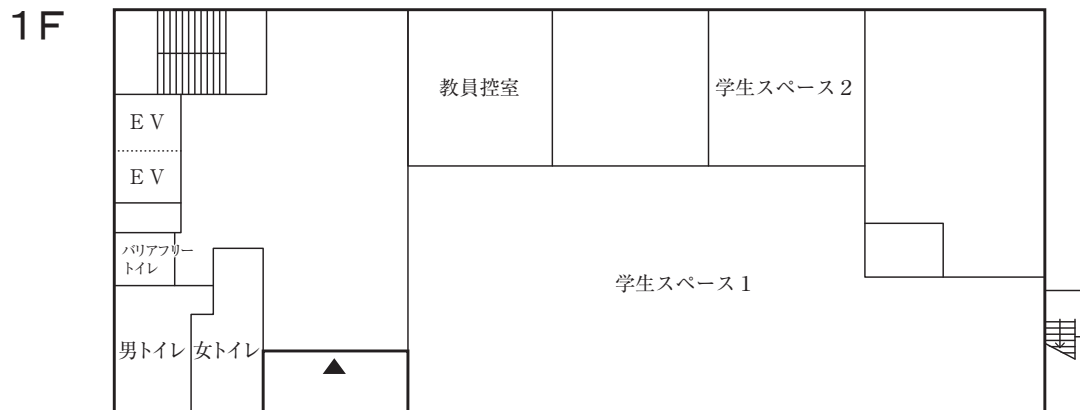 1F
教員控室
学生スペース2
EV
EV
バリアフリー
トイレ
学生スペース1
男トイレ
女トイレ